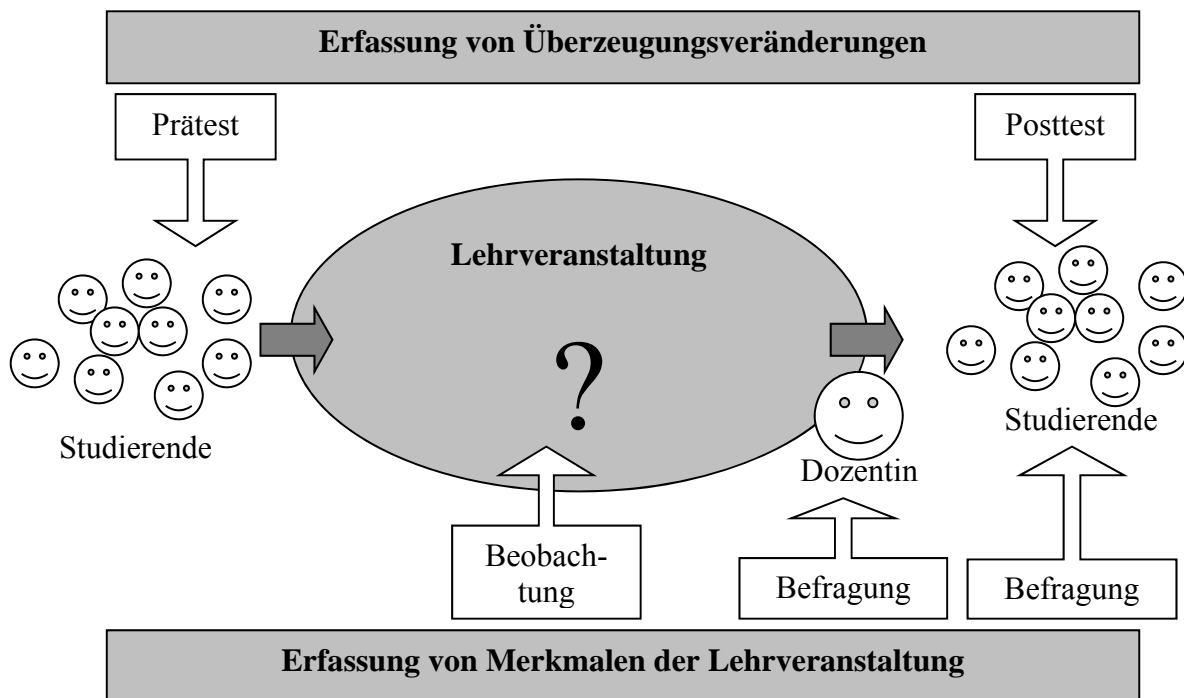 Erfassung von Überzeugungsveränderungen
Prätest
Posttest
Lehrveranstaltung
?
Studierende
Studierende
Dozentin
Beobach-
tung
Befragung
Befragung
Erfassung von Merkmalen der Lehrveranstaltung